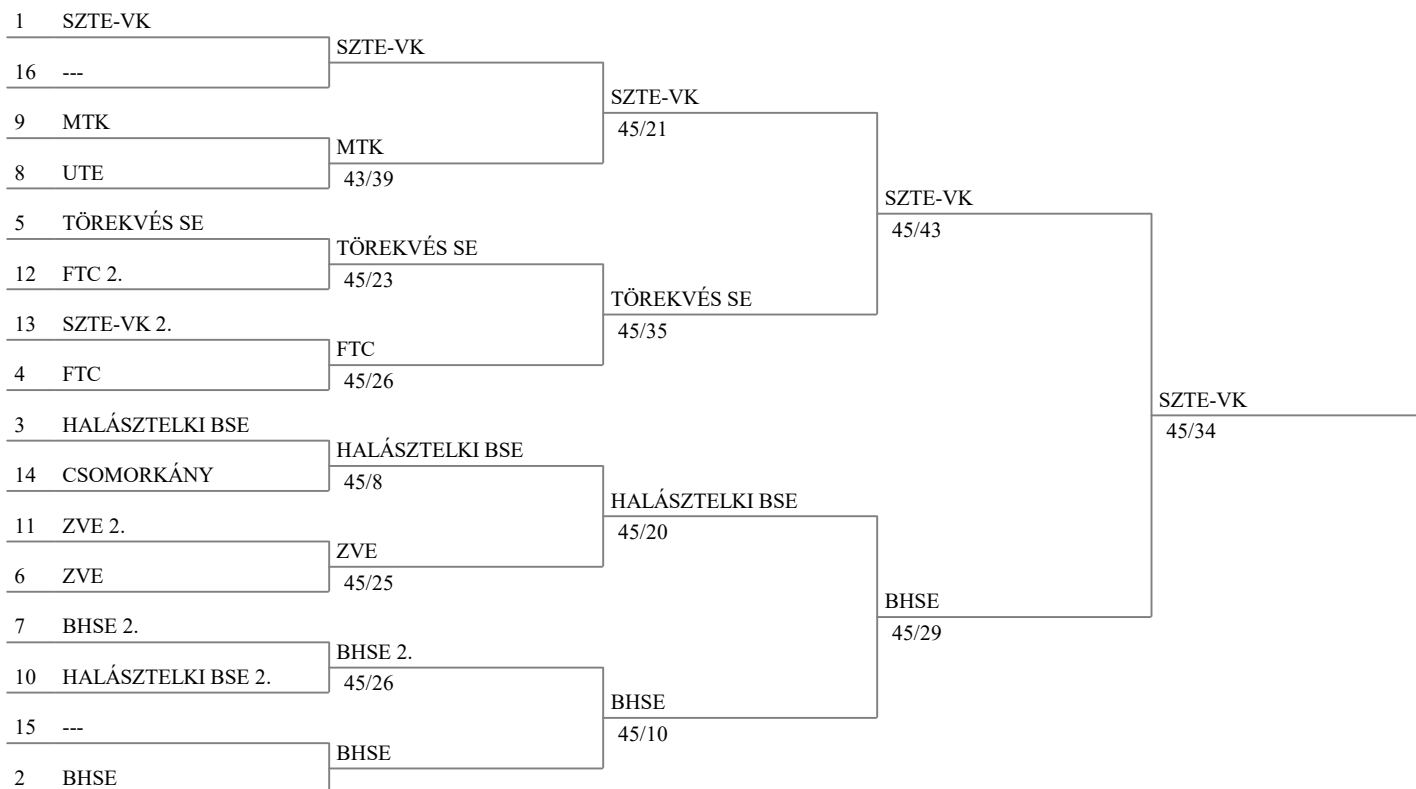 1 SZTE-VK
16 ---
9 MTK
8 UTE
5 TÖREKVÉS SE
12 FTC 2.
13 SZTE-VK 2.
4 FTC
3 HALÁSZTELKI BSE
14 CSOMORKÁNY
11 ZVE 2.
6 ZVE
7 BHSE 2.
10 HALÁSZTELKI BSE 2.
15 ---
2 BHSE
SZTE-VK
MTK
43/39
TÖREKVÉS SE
45/23
FTC
45/26
HALÁSZTELKI BSE
45/8
ZVE
45/25
BHSE 2.
45/26
BHSE
SZTE-VK
45/21
TÖREKVÉS SE
45/35
HALÁSZTELKI BSE
45/20
BHSE
45/10
SZTE-VK
45/43
BHSE
45/29
SZTE-VK
45/34